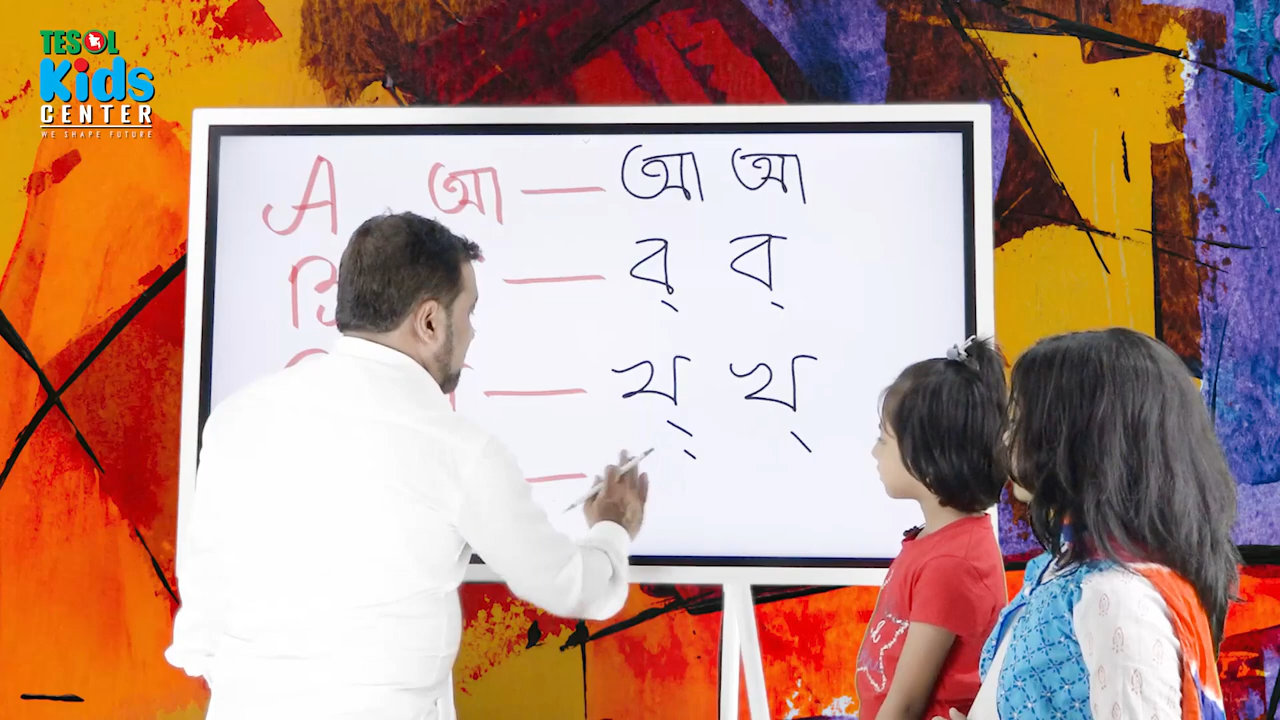 TESOL
Kids
CENTER
WE SHAPE FUTURE
A আ — আ আ
— ব্ ব্
— য্ খ্
—